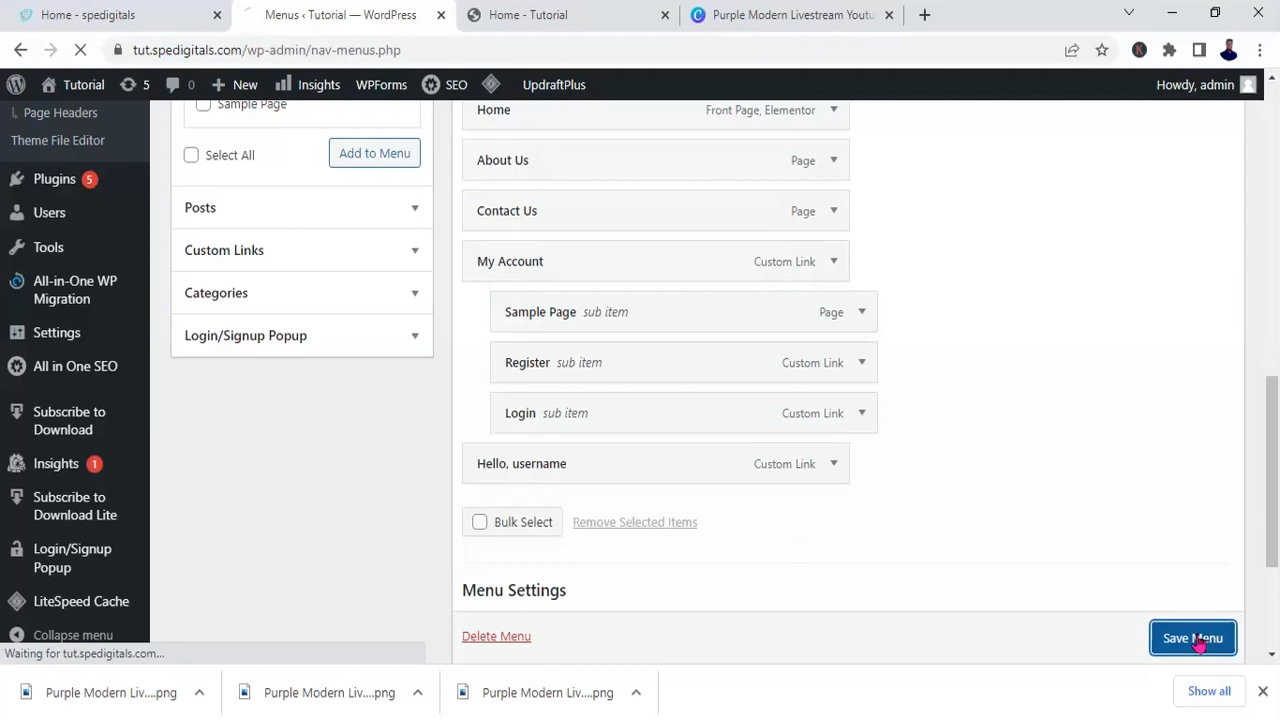 Home - spedigitals
Menus ‹ Tutorial — WordPress
Home - Tutorial
Purple Modern Livestream Youtu
tut.spedigitals.com/wp-admin/nav-menus.php
Tutorial
5
0
New
Insights
WPForms
SEO
UpdraftPlus
Howdy, admin
Page Headers
Theme File Editor
Plugins 5
Users
Tools
All-in-One WP
Migration
Settings
All in One SEO
Subscribe to
Download
Insights 1
Subscribe to
Download Lite
Login/Signup
Popup
LiteSpeed Cache
Collapse menu
Sample Page
Select All
Add to Menu
Posts
Custom Links
Categories
Login/Signup Popup
Home Front Page, Elementor
About Us Page
Contact Us Page
My Account Custom Link
Sample Page sub item Page
Register sub item Custom Link
Login sub item Custom Link
Hello, username Custom Link
Bulk Select Remove Selected Items
Menu Settings
Delete Menu
Save Menu
Waiting for tut.spedigitals.com...
Purple Modern Liv....png
Purple Modern Liv....png
Purple Modern Liv....png
Show all